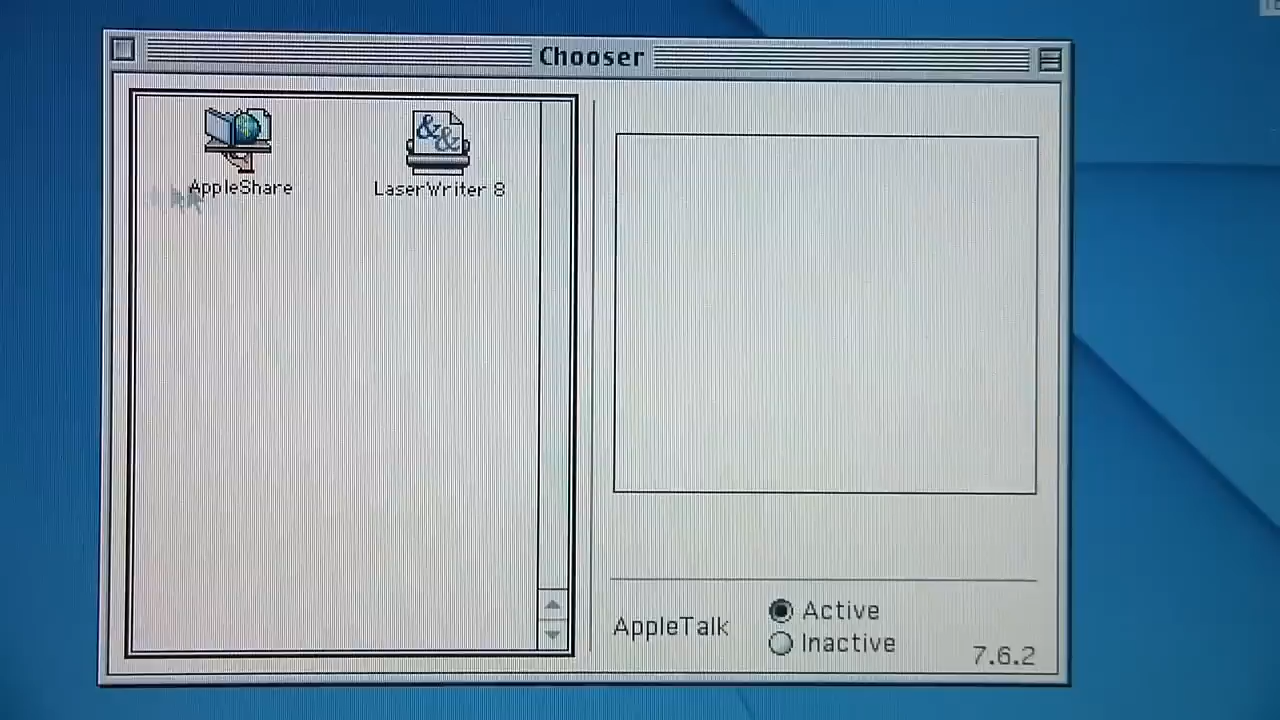 Chooser
AppleShare
LaserWriter 8
AppleTalk
Active
Inactive
7.6.2